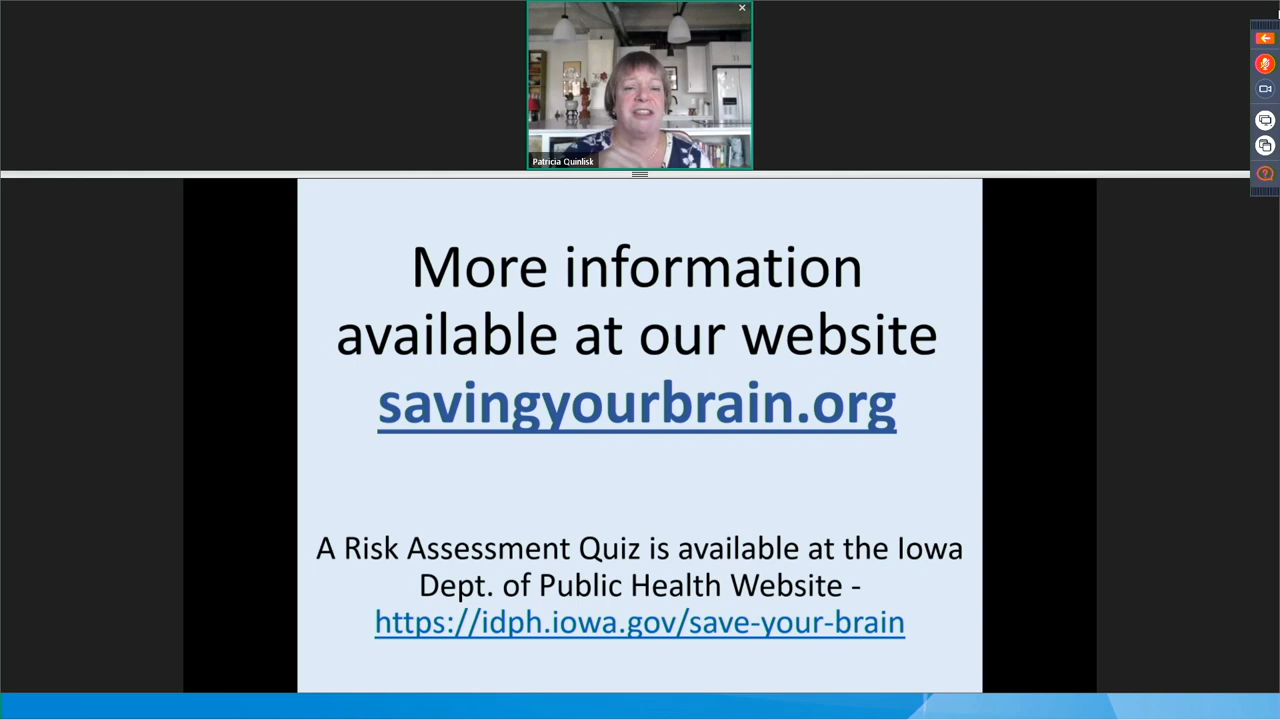 Patricia Quinlisk
More information
available at our website
savingyourbrain.org
A Risk Assessment Quiz is available at the Iowa
Dept. of Public Health Website -
https://idph.iowa.gov/save-your-brain